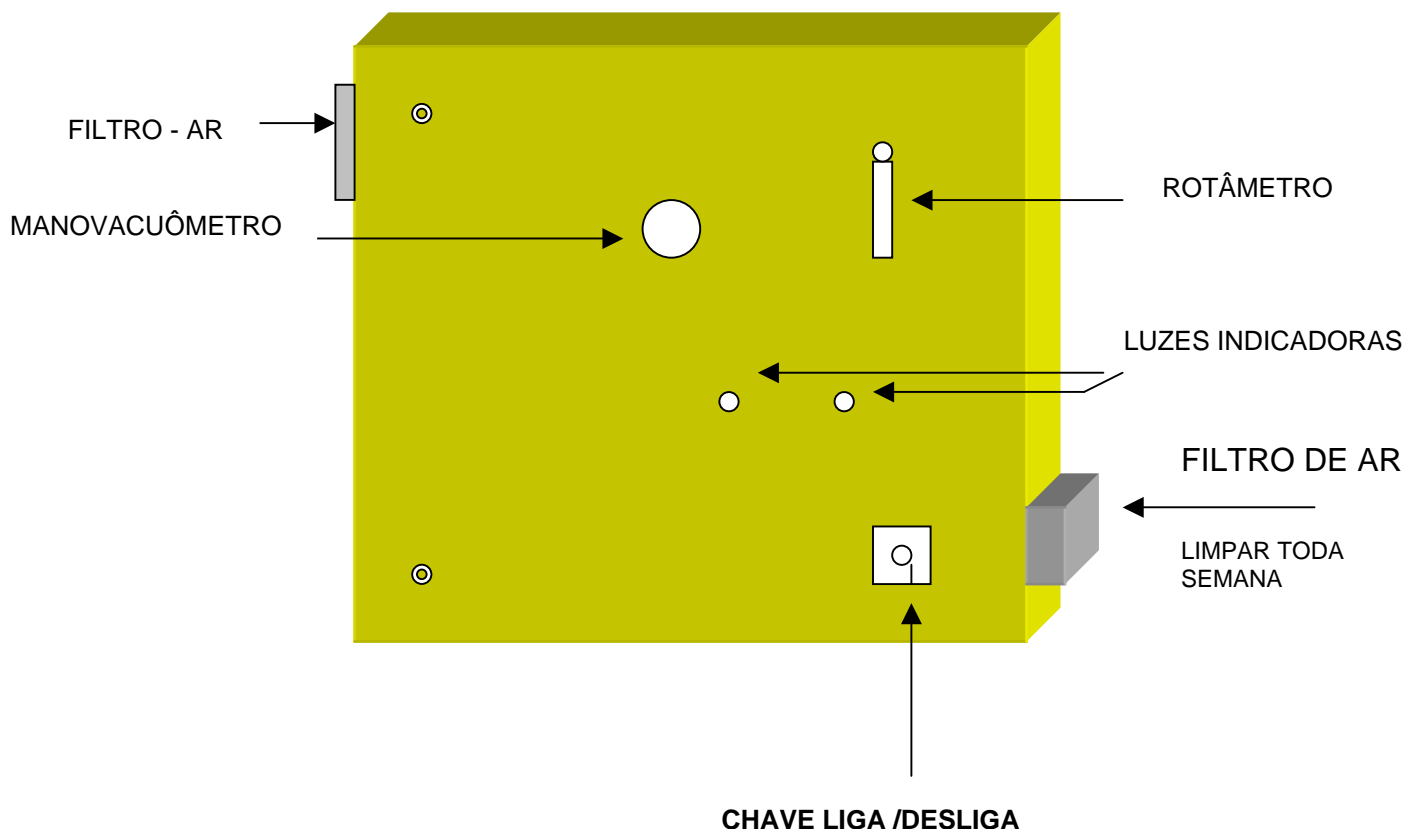 FILTRO - AR
ROTÂMETRO
MANOVACUÔMETRO
LUZES INDICADORAS
FILTRO DE AR
LIMPAR TODA
SEMANA
CHAVE LIGA /DESLIGA